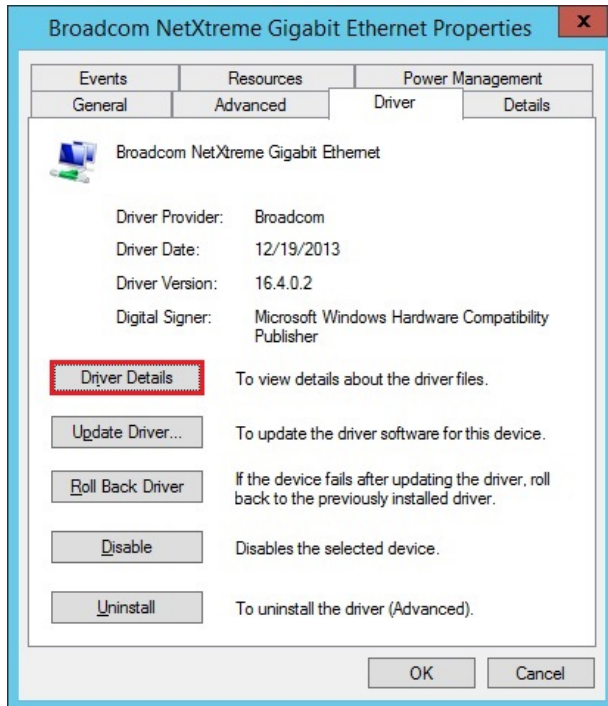 Broadcom NetXtreme Gigabit Ethernet Properties
x
Events Resources Power Management
General Advanced Driver Details
Broadcom NetXtreme Gigabit Ethernet
Driver Provider: Broadcom
Driver Date: 12/19/2013
Driver Version: 16.4.0.2
Digital Signer: Microsoft Windows Hardware Compatibility
Publisher
Driver Details To view details about the driver files.
Update Driver... To update the driver software for this device.
Roll Back Driver If the device fails after updating the driver, roll
back to the previously installed driver.
Disable Disables the selected device.
Uninstall To uninstall the driver (Advanced).
OK Cancel